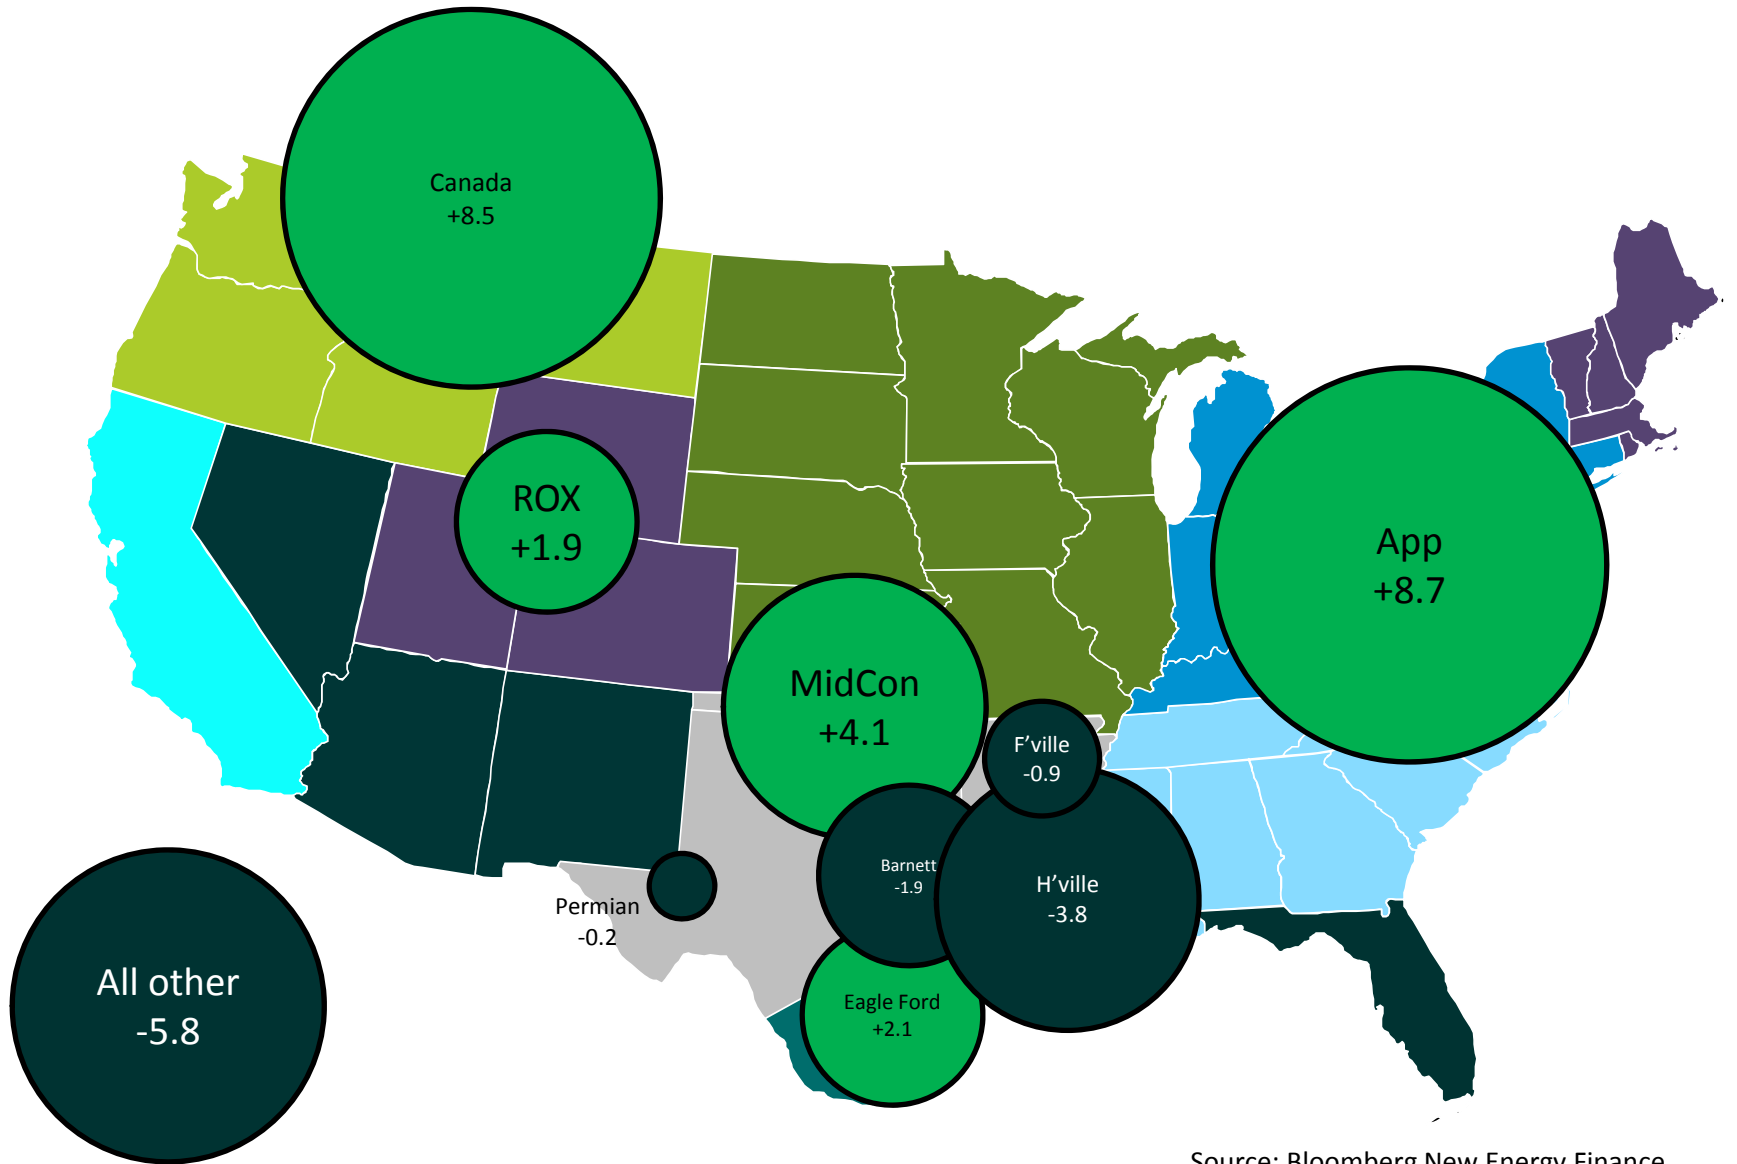 Canada
+8.5
ROX
+1.9
App
+8.7
MidCon
+4.1
F’ville
-0.9
Barnett
-1.9
H’ville
-3.8
Permian
-0.2
All other
-5.8
Eagle Ford
+2.1
Source: Bloomberg New Energy Finance